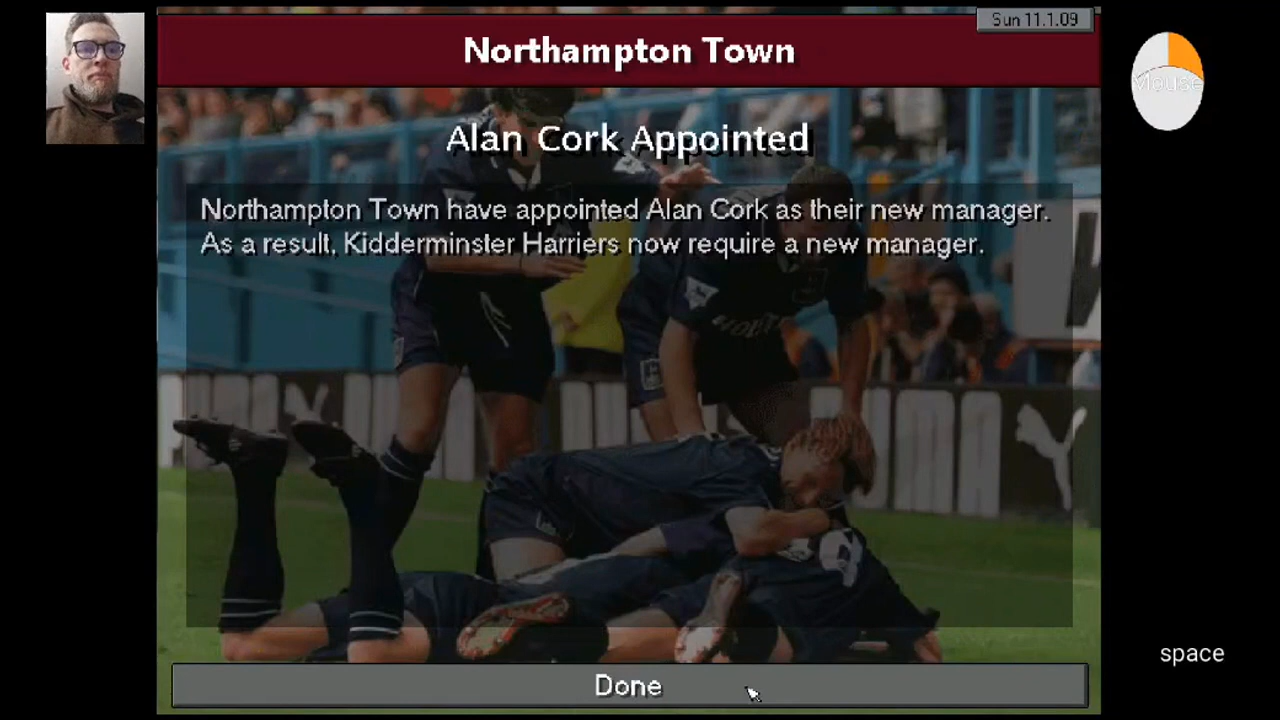 Sun 11.1.09
Northampton Town
Mouse
Alan Cork Appointed
Northampton Town have appointed Alan Cork as their new manager.
As a result, Kidderminster Harriers now require a new manager.
space
Done